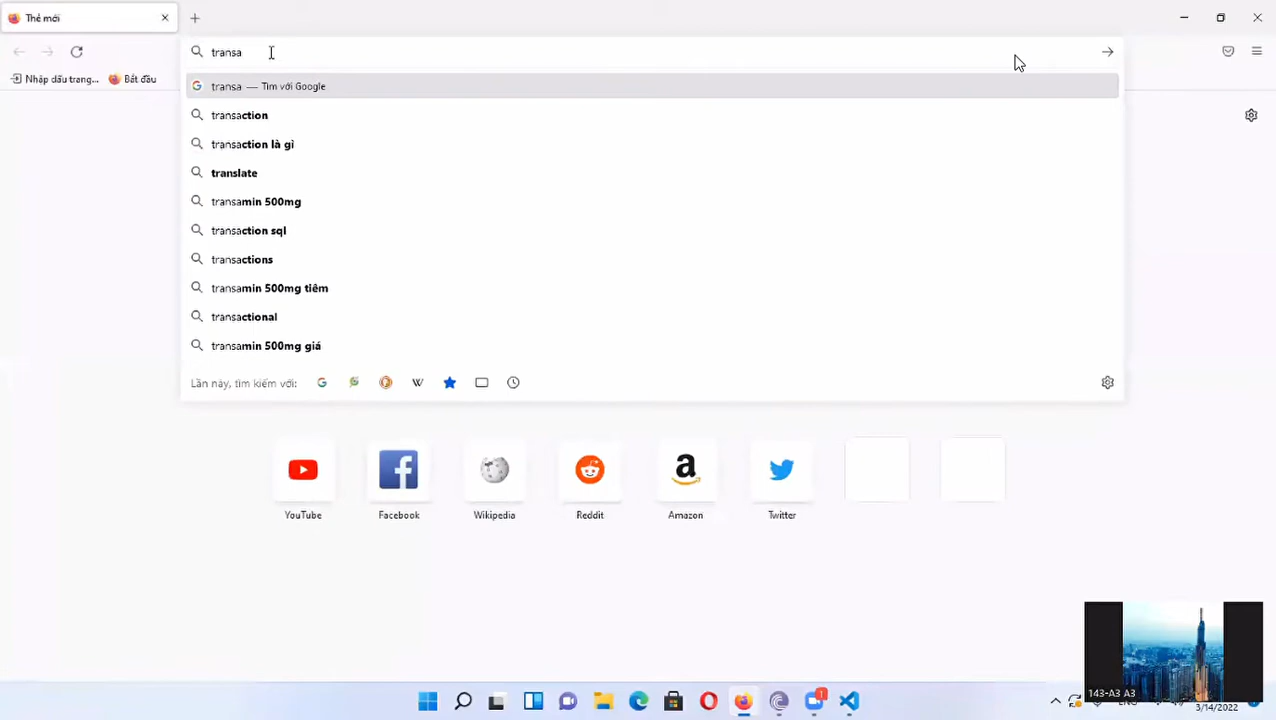 Thẻ mới
transa
Nhập dấu trang...
Bắt đầu
transa — Tìm với Google
transaction
transaction là gì
translate
transamin 500mg
transaction sql
transactions
transamin 500mg tiêm
transactional
transamin 500mg giá
Lần này, tìm kiếm với:
YouTube
Facebook
Wikipedia
Reddit
Amazon
Twitter
143-A3 A3
1
ENG
3/14/2022